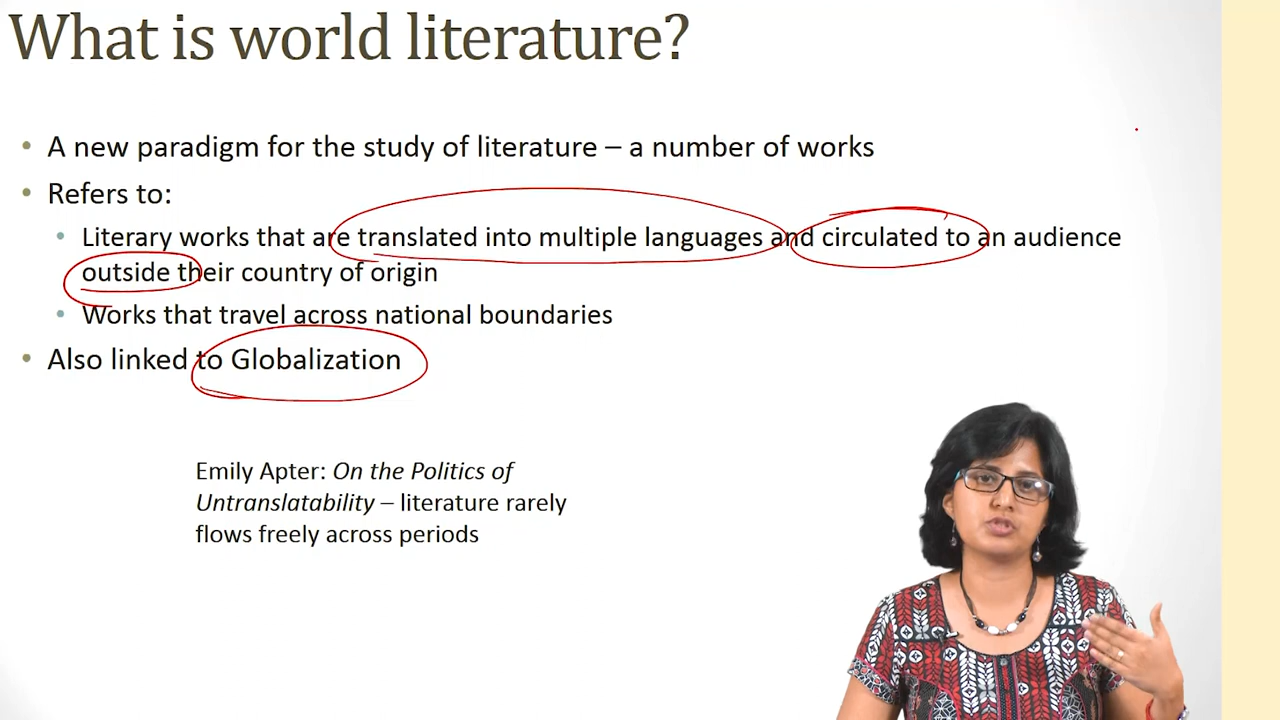 What is world literature?
• A new paradigm for the study of literature – a number of works
• Refers to:
• Literary works that are translated into multiple languages and circulated to an audience
outside their country of origin
• Works that travel across national boundaries
• Also linked to Globalization
Emily Apter: On the Politics of
Untranslatability – literature rarely
flows freely across periods